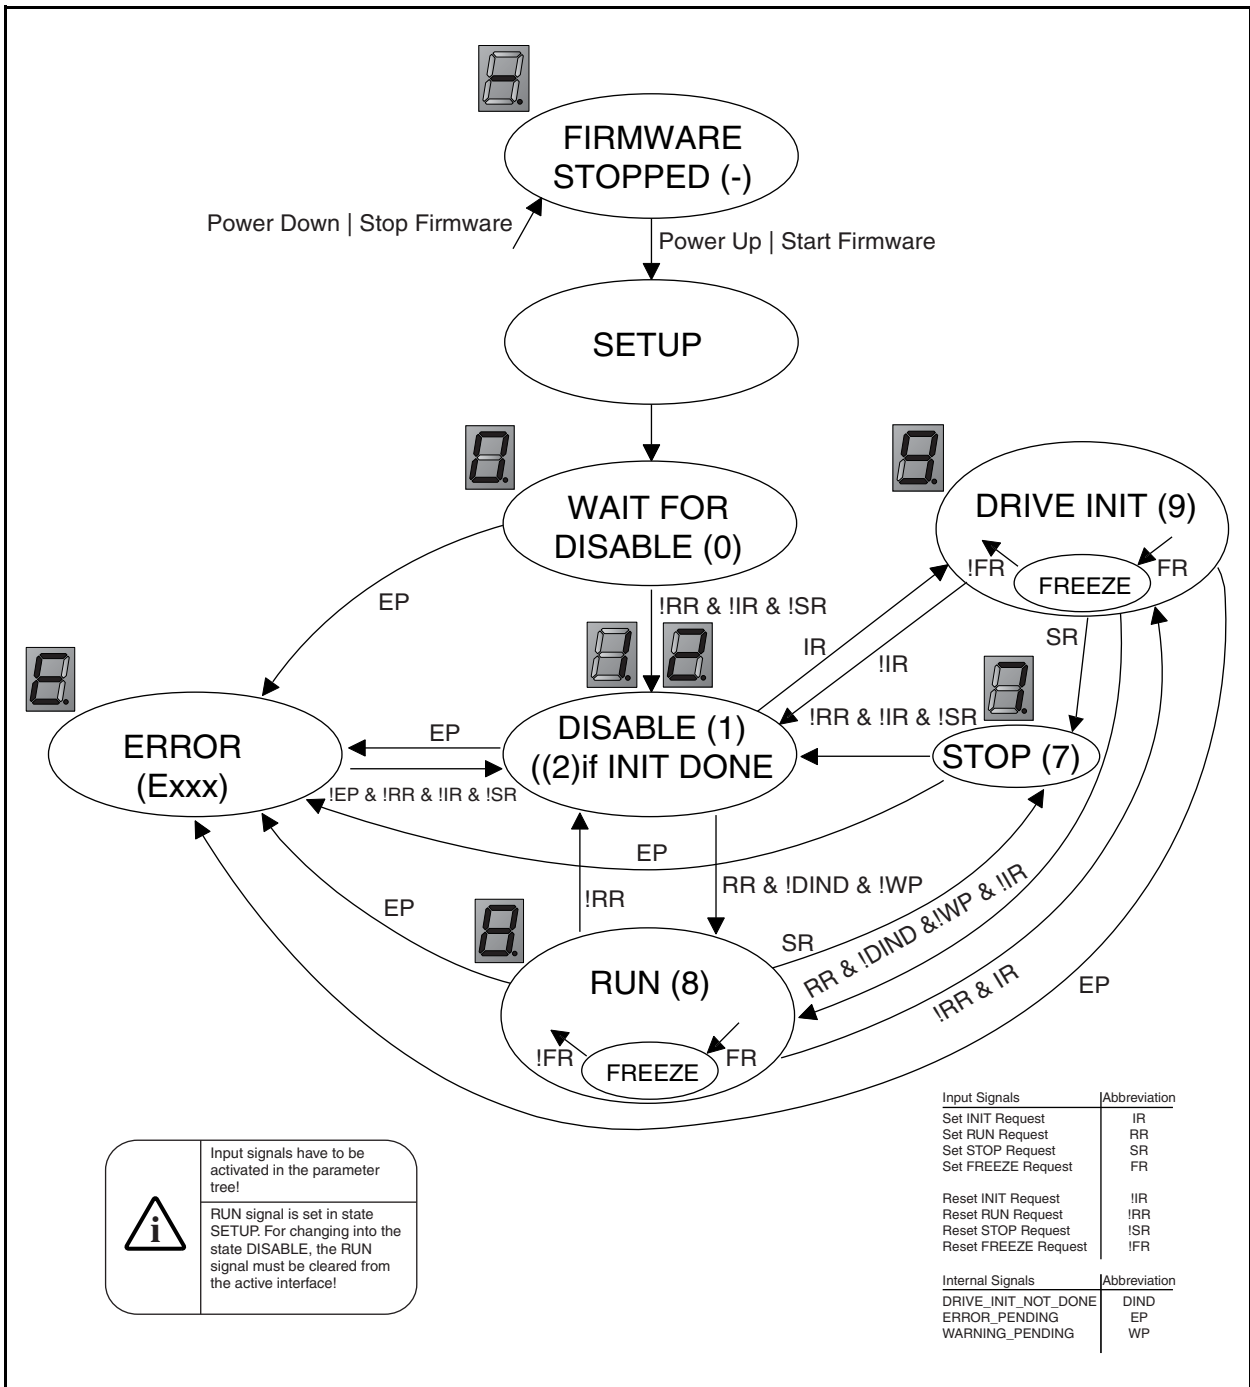 FIRMWARE
STOPPED (-)
Power Down | Stop Firmware
Power Up | Start Firmware
SETUP
WAIT FOR
DISABLE (0)
DRIVE INIT (9)
!FR
FR
FREEZE
EP
!RR & !IR & !SR
IR
!IR
SR
!RR & !IR & !SR
ERROR
(Exxx)
EP
!EP & !RR & !IR & !SR
DISABLE (1)
((2)if INIT DONE
STOP (7)
EP
!RR
RR & !DIND & !WP
EP
SR
RR & !DIND &!WP & !IR
!RR & IR
EP
RUN (8)
!FR
FR
FREEZE
Input Signals Abbreviation
Set INIT Request IR
Set RUN Request RR
Set STOP Request SR
Set FREEZE Request FR
Reset INIT Request !IR
Reset RUN Request !RR
Reset STOP Request !SR
Reset FREEZE Request !FR
Internal Signals Abbreviation
DRIVE_INIT_NOT_DONE DIND
ERROR_PENDING EP
WARNING_PENDING WP
i
Input signals have to be
activated in the parameter
tree!
RUN signal is set in state
SETUP. For changing into the
state DISABLE, the RUN
signal must be cleared from
the active interface!